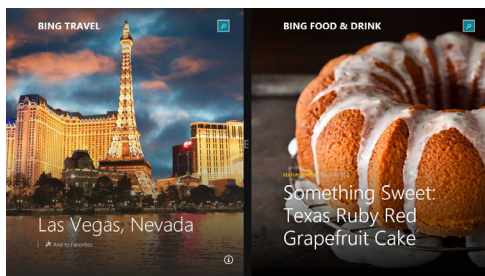 BING TRAVEL
Las Vegas, Nevada
Add to Favorites
BING FOOD & DRINK
Something Sweet:
Texas Ruby Red
Grapefruit Cake